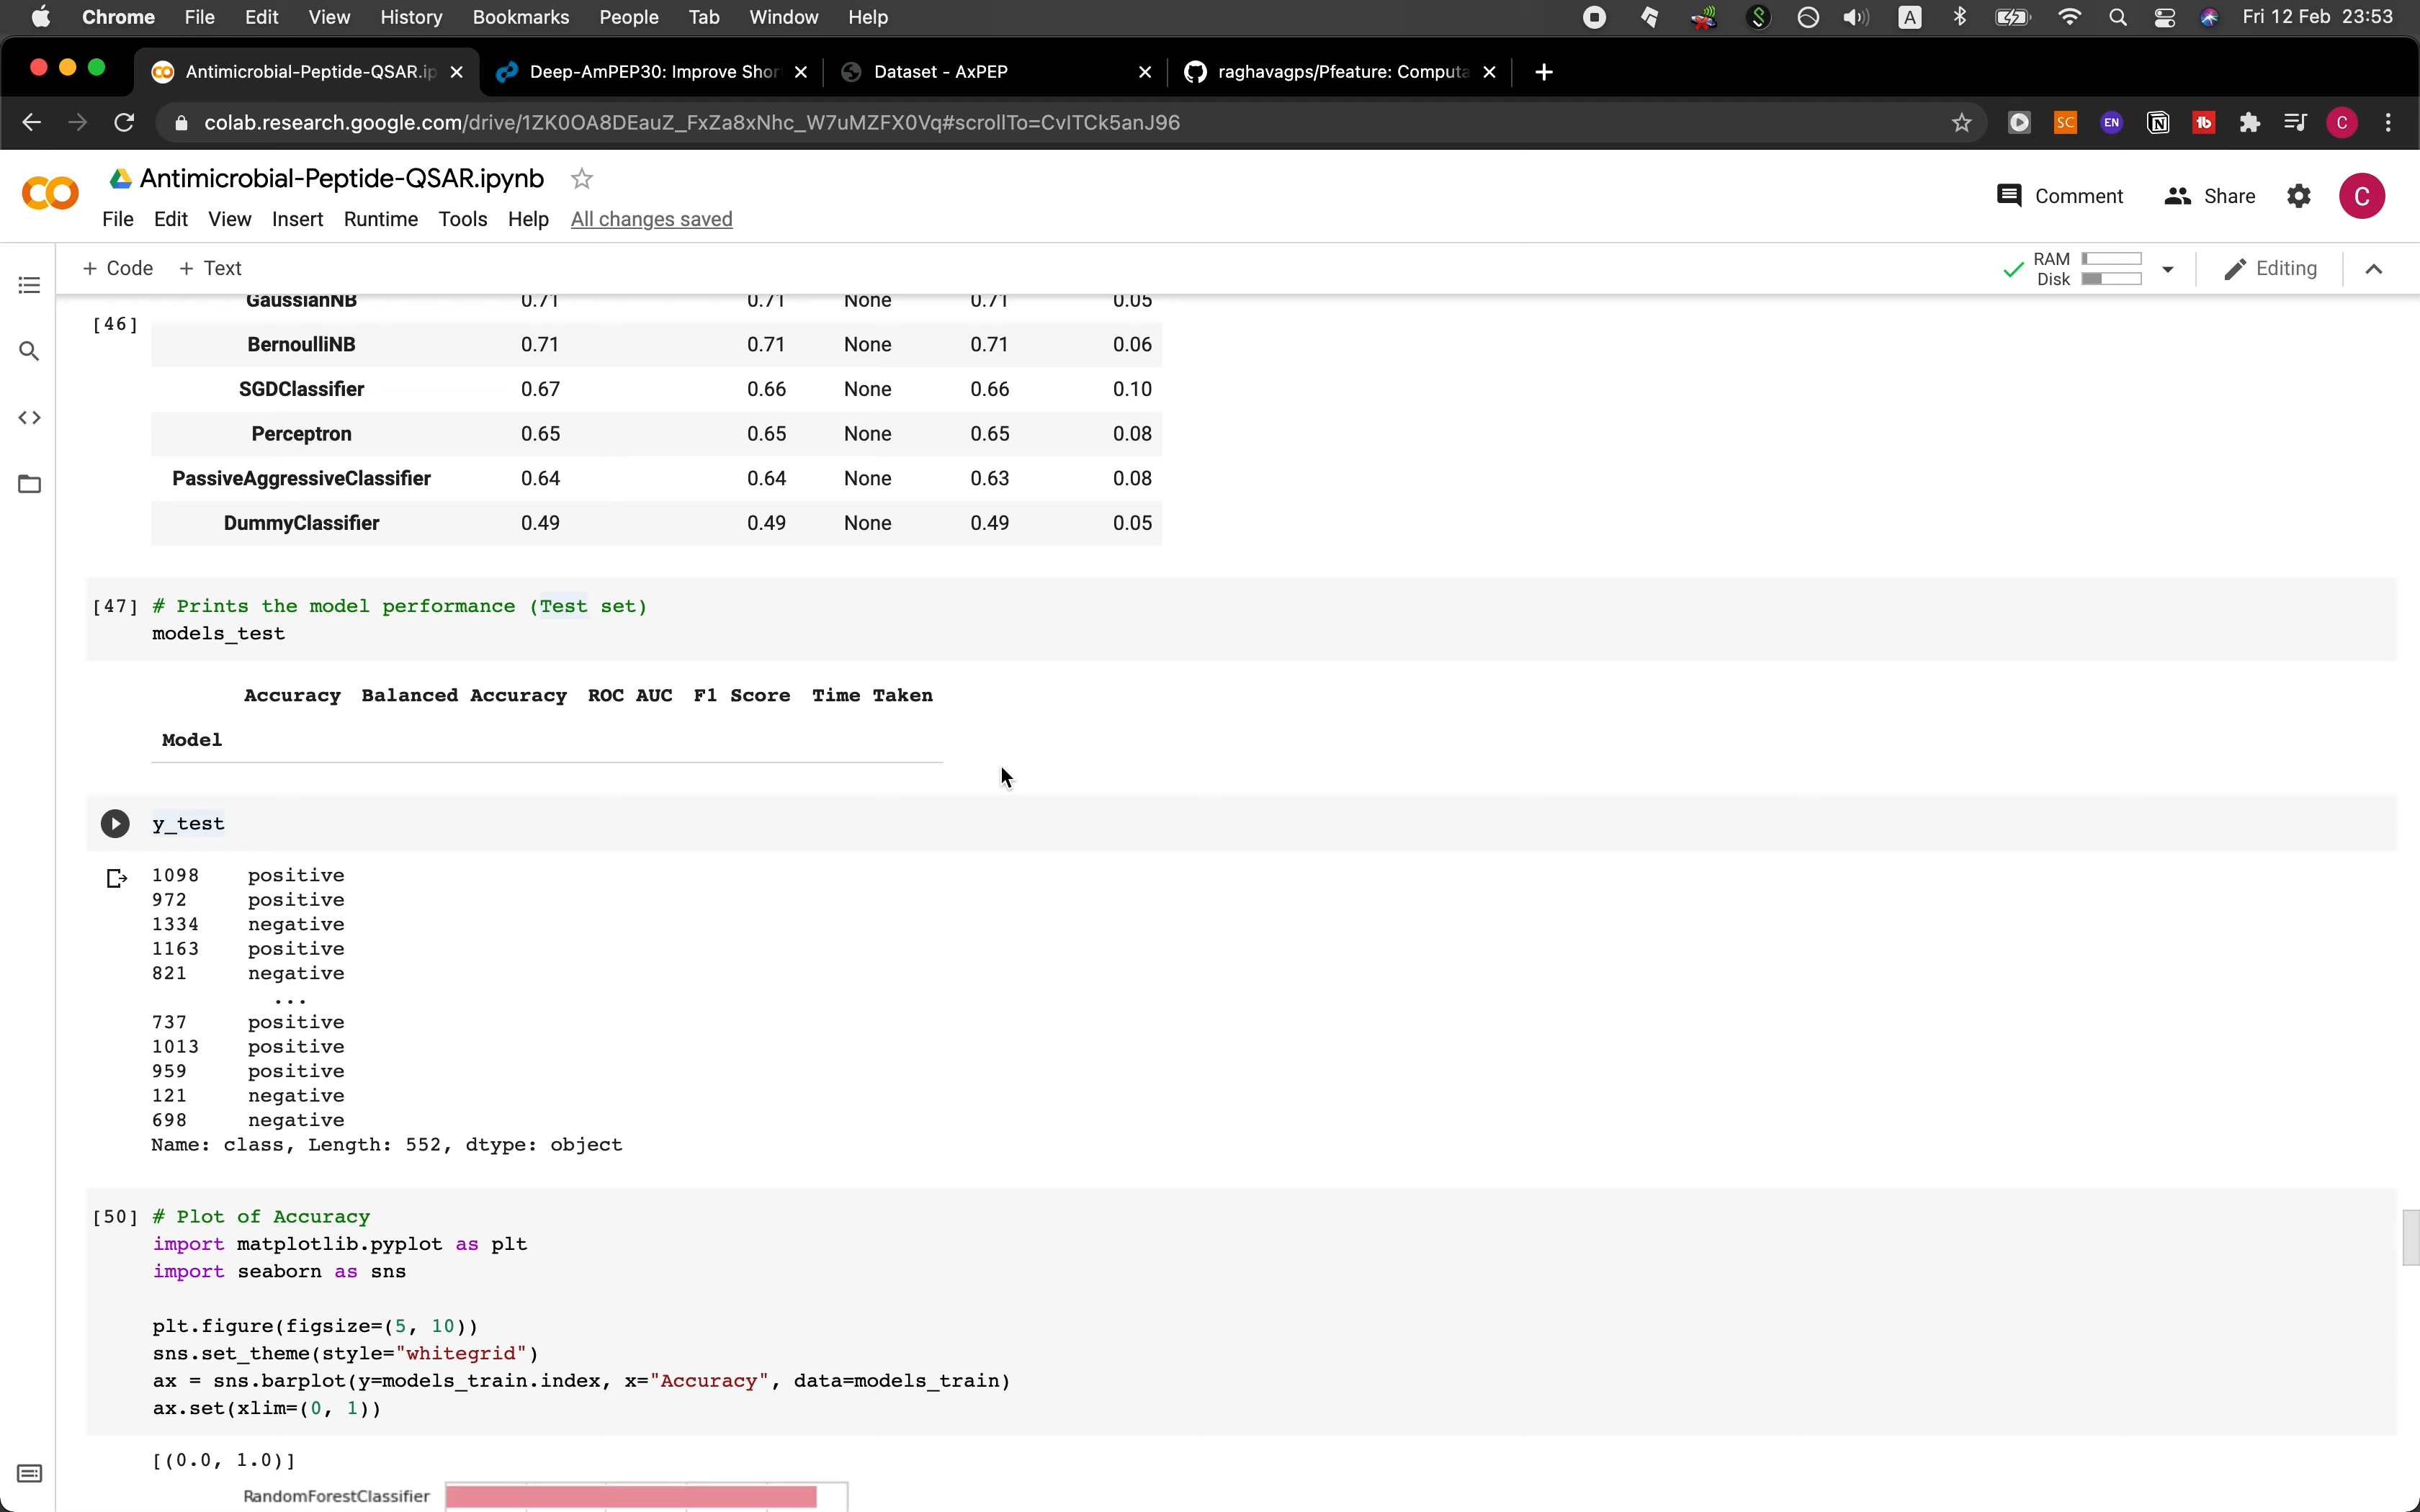 Chrome File Edit View History Bookmarks People Tab Window Help A Fri 12 Feb 23:53
Antimicrobial-Peptide-QSAR.ip Deep-AmPEP30: Improve Shor Dataset - AxPEP raghavagps/Pfeature: Computa
colab.research.google.com/drive/1ZK0OA8DEauZ_FxZa8xNhc_W7uMZFX0Vq#scrollTo=CvlTCk5anJ96 SC EN N tb C
Antimicrobial-Peptide-QSAR.ipynb
Comment Share C
File Edit View Insert Runtime Tools Help All changes saved
+ Code + Text RAM Disk Editing
GaussianNB 0.71 0.71 None 0.71 0.05
[46]
BernoulliNB 0.71 0.71 None 0.71 0.06
SGDClassifier 0.67 0.66 None 0.66 0.10
Perceptron 0.65 0.65 None 0.65 0.08
PassiveAggressiveClassifier 0.64 0.64 None 0.63 0.08
DummyClassifier 0.49 0.49 None 0.49 0.05
[47] # Prints the model performance (Test set)
models_test
Accuracy Balanced Accuracy ROC AUC F1 Score Time Taken
Model
y_test
1098 positive
972 positive
1334 negative
1163 positive
821 negative
...
737 positive
1013 positive
959 positive
121 negative
698 negative
Name: class, Length: 552, dtype: object
[50] # Plot of Accuracy
import matplotlib.pyplot as plt
import seaborn as sns
plt.figure(figsize=(5, 10))
sns.set_theme(style="whitegrid")
ax = sns.barplot(y=models_train.index, x="Accuracy", data=models_train)
ax.set(xlim=(0, 1))
[(0.0, 1.0)]
RandomForestClassifier